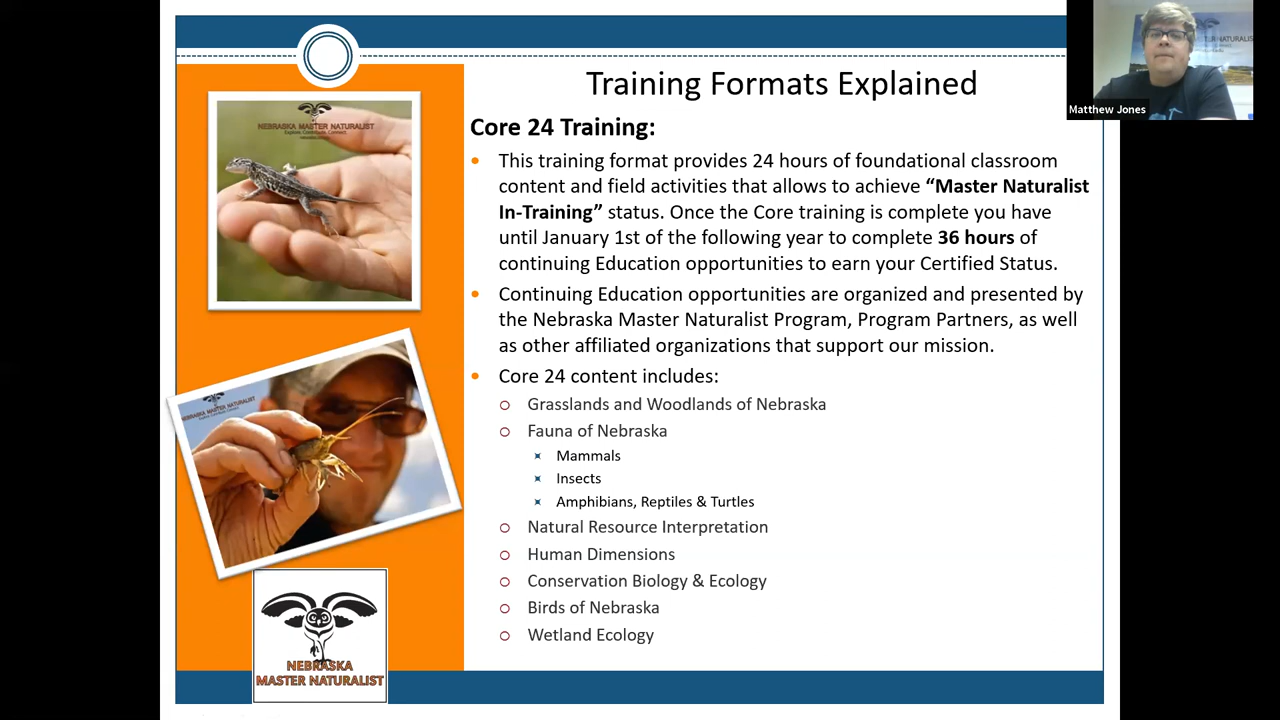 Training Formats Explained
Core 24 Training:
This training format provides 24 hours of foundational classroom
content and field activities that allows to achieve “Master Naturalist
In-Training” status. Once the Core training is complete you have
until January 1st of the following year to complete 36 hours of
continuing Education opportunities to earn your Certified Status.
Continuing Education opportunities are organized and presented by
the Nebraska Master Naturalist Program, Program Partners, as well
as other affiliated organizations that support our mission.
Core 24 content includes:
Grasslands and Woodlands of Nebraska
Fauna of Nebraska
Mammals
Insects
Amphibians, Reptiles & Turtles
Natural Resource Interpretation
Human Dimensions
Conservation Biology & Ecology
Birds of Nebraska
Wetland Ecology
NEBRASKA MASTER NATURALIST
NEBRASKA MASTER NATURALIST
NEBRASKA
MASTER NATURALIST
Matthew Jones